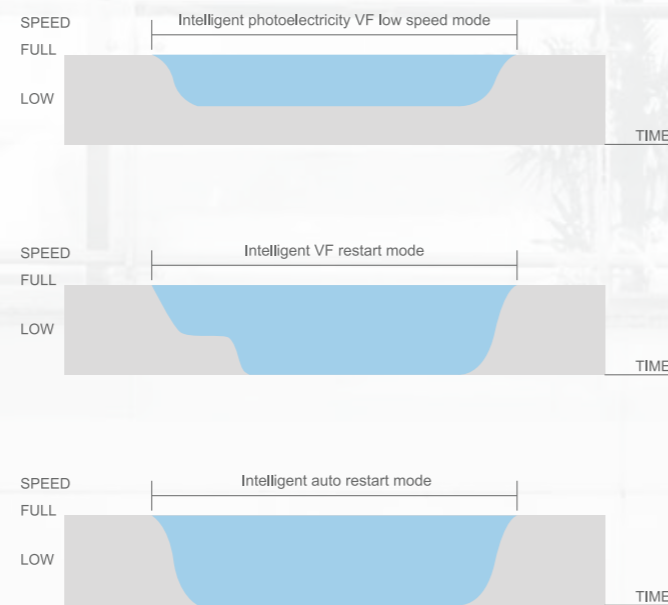 SPEED
Intelligent photoelectricity VF low speed mode
FULL
LOW
TIME
SPEED
Intelligent VF restart mode
FULL
LOW
TIME
SPEED
Intelligent auto restart mode
FULL
LOW
TIME